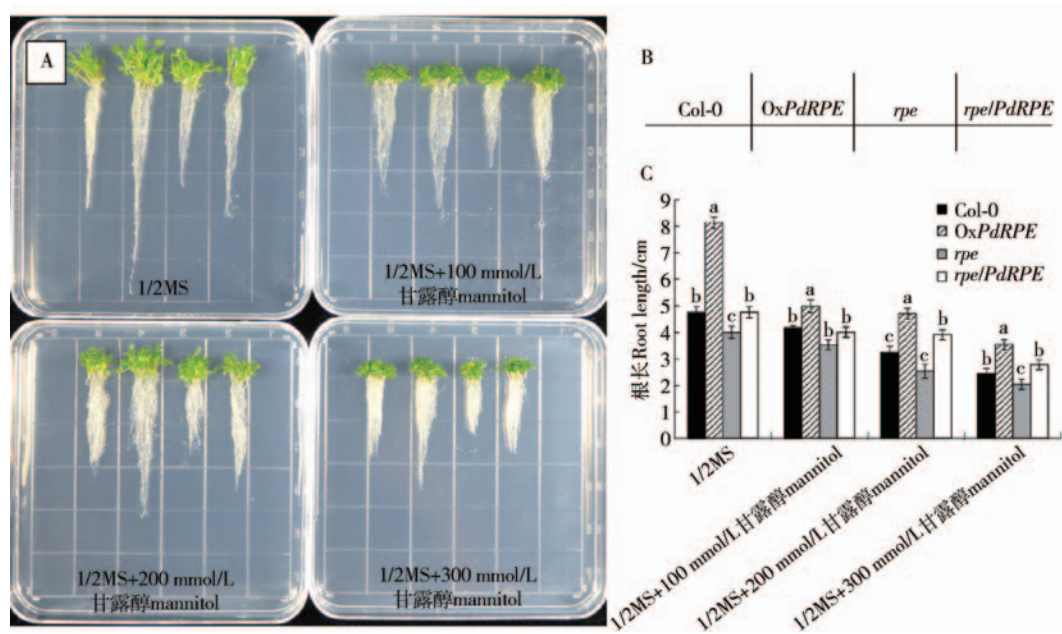 A
1/2MS
1/2MS+100 mmol/L
甘露醇mannitol
1/2MS+200 mmol/L
甘露醇mannitol
1/2MS+300 mmol/L
甘露醇mannitol
B
Col-0 OxPdRPE rpe rpe/PdRPE
C
根长 Root length/cm
9
8
7
6
5
4
3
2
1
0
a
b
c
b
a
b
b
b
a
b
c
b
a
b
c
b
Col-0
OxPdRPE
rpe
rpe/PdRPE
1/2MS
1/2MS+100 mmol/L甘露醇mannitol
1/2MS+200 mmol/L甘露醇mannitol
1/2MS+300 mmol/L甘露醇mannitol